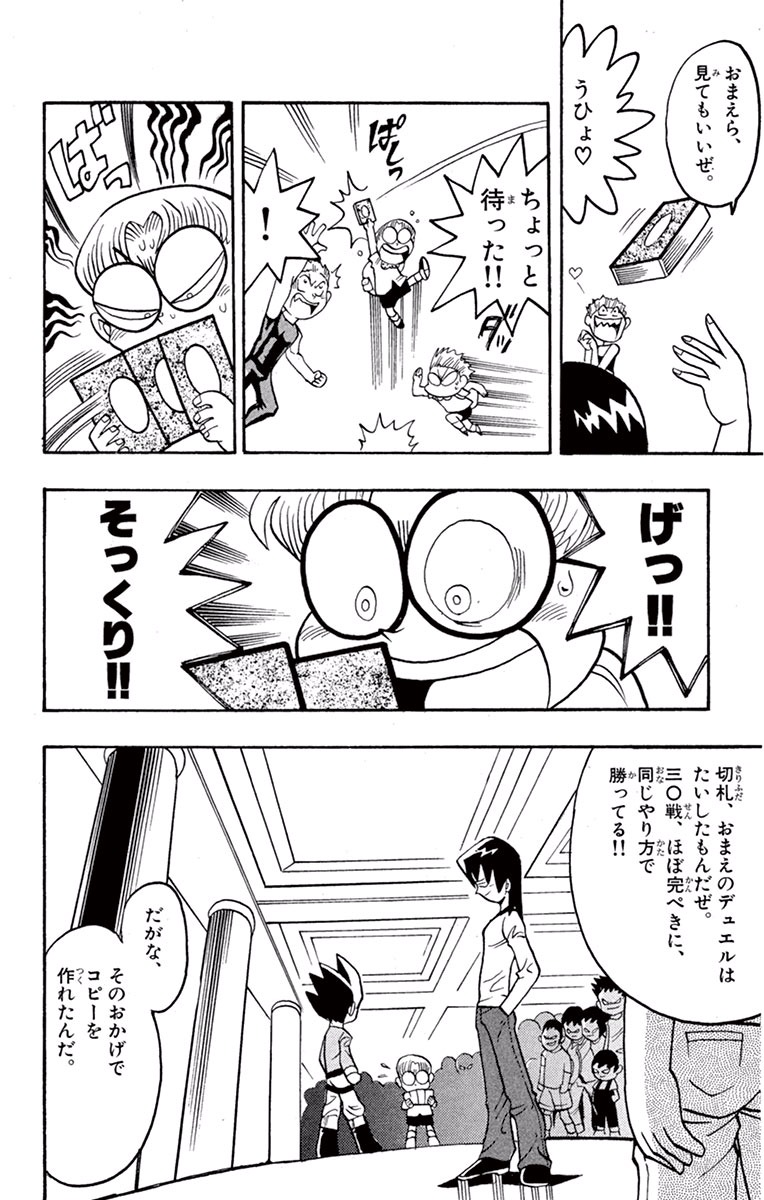 おまえら、
見てもいいぜ。
うひょ♡
ちょっと
待った!!
ぱしっ
ダッ
!
ばっ
げっ!!
そっくり!!
切札、おまえのデュエルは
たいしたもんだぜ。
三〇戦、ほぼ完ぺきに、
同じやり方で
勝ってる!!
だがな、
そのおかげで
コピーを
作れたんだ。